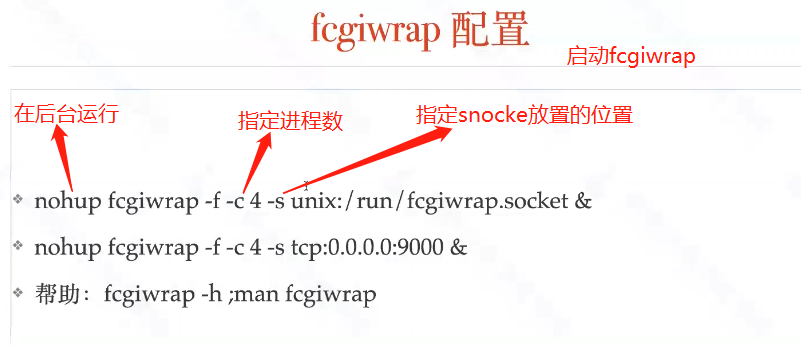 fcgiwrap 配置
启动fcgiwrap
在后台运行
指定进程数
指定snocke放置的位置
nohup fcgiwrap -f -c 4 -s unix:/run/fcgiwrap.socket &
nohup fcgiwrap -f -c 4 -s tcp:0.0.0.0:9000 &
帮助：fcgiwrap -h ;man fcgiwrap